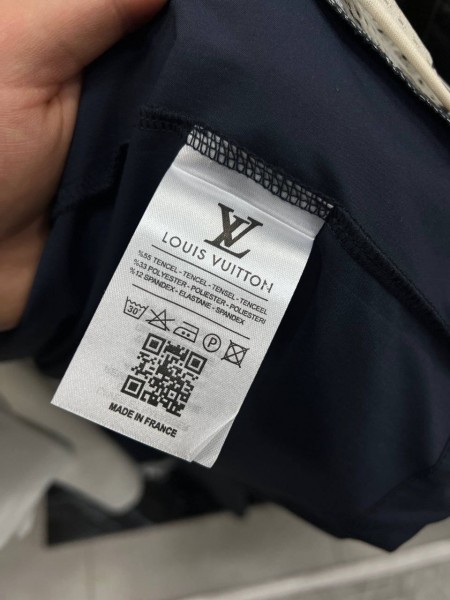 LV
LOUIS VUITTON
%55 TENCEL - TENCEL - TENSEL - TENCEEL
%33 POLYESTER - POLIESTER - POLIESTERI
%12 SPANDEX - ELASTANE - SPANDEX
30° P
MADE IN FRANCE